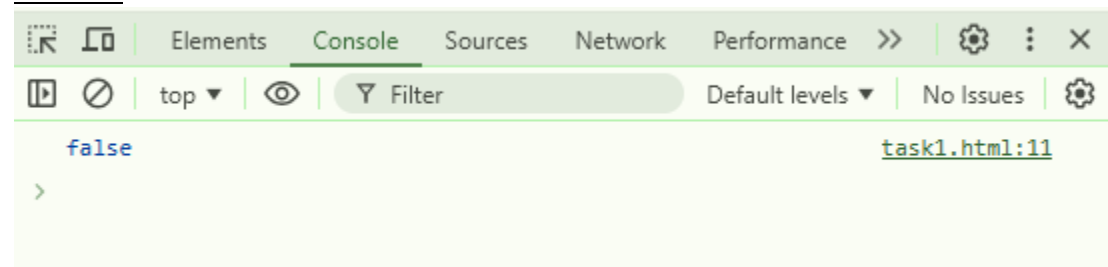 Elements Console Sources Network Performance
top Filter Default levels No Issues
false task1.html:11